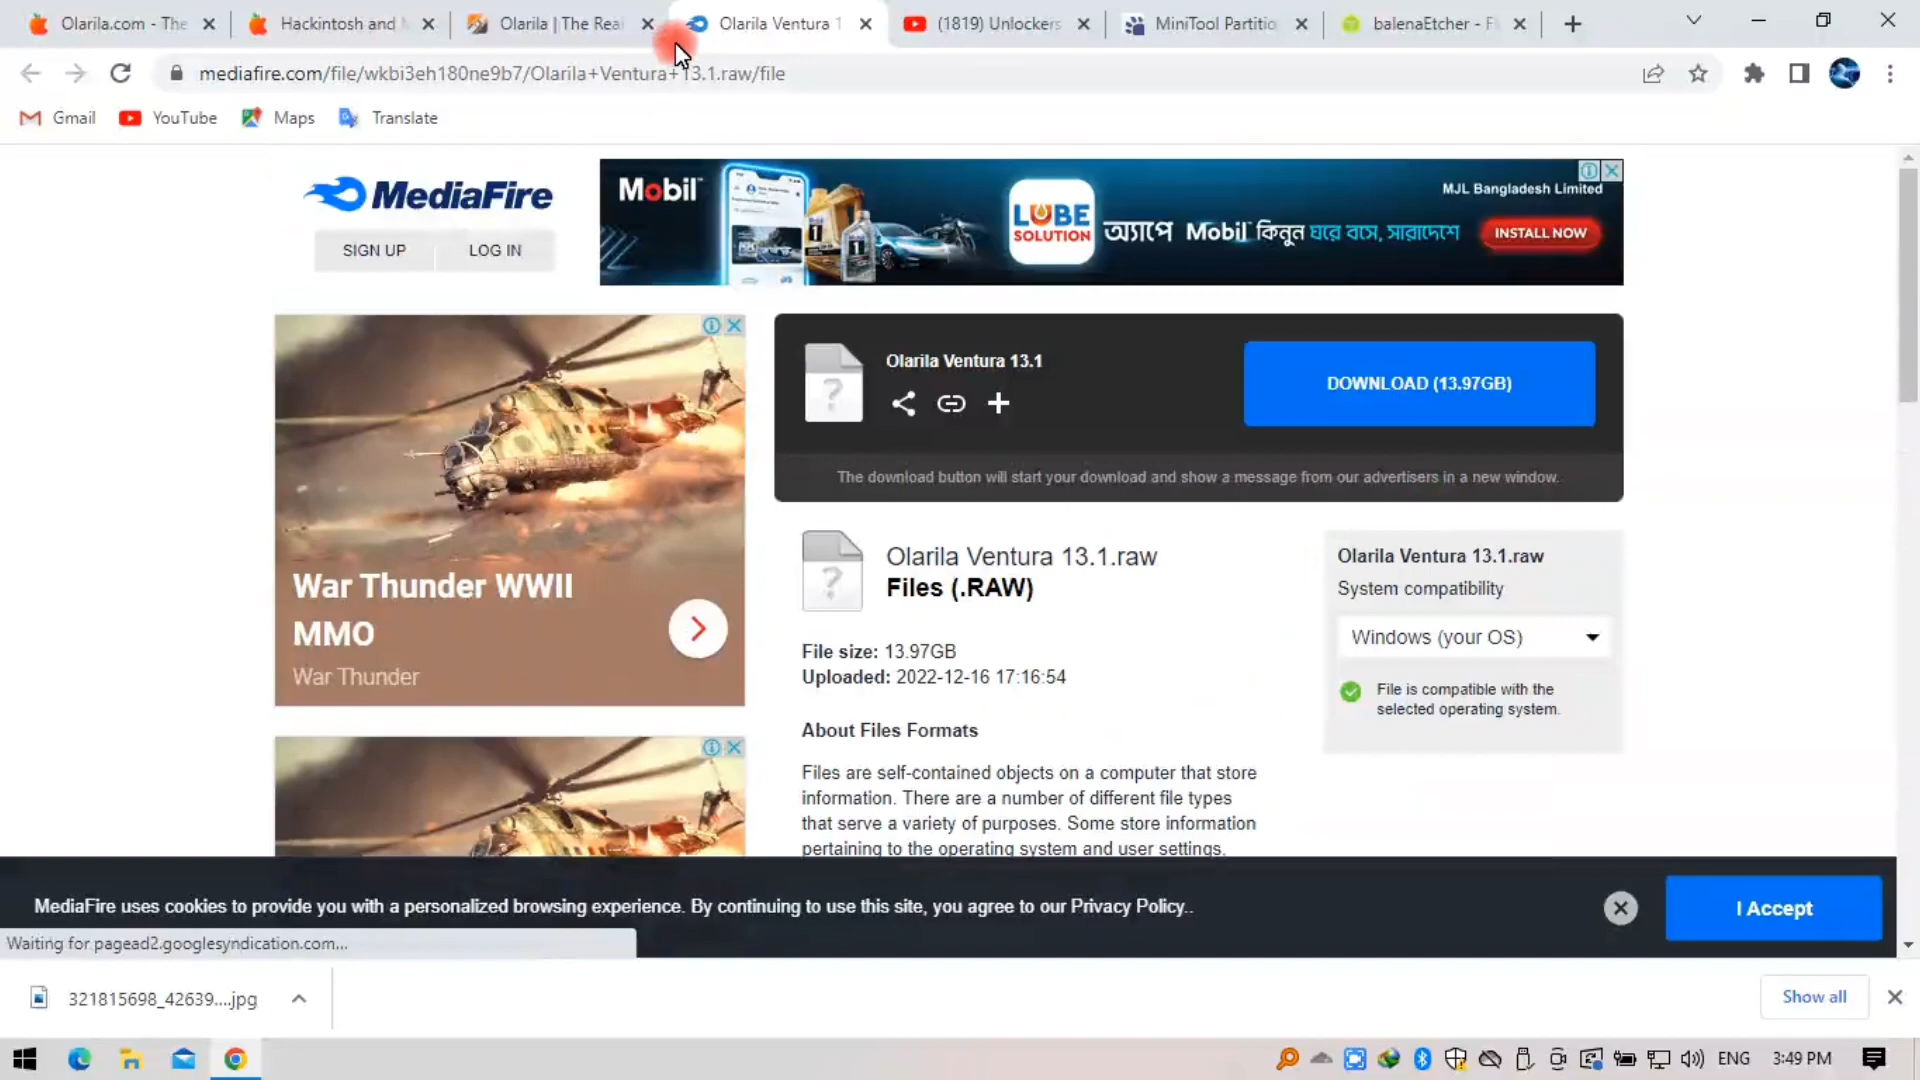 Olarila.com - The
Hackintosh and
Olarila | The Real
Olarila Ventura 1
(1819) Unlockers
MiniTool Partitio
balenaEtcher - F
mediafire.com/file/wkbi3eh180ne9b7/Olarila+Ventura+13.1.raw/file
Gmail
YouTube
Maps
Translate
MediaFire
SIGN UP
LOG IN
Mobil
LUBE
SOLUTION
অ্যাপে Mobil কিনুন ঘরে বসে, সারাদেশে
MJL Bangladesh Limited
INSTALL NOW
War Thunder WWII
MMO
War Thunder
Olarila Ventura 13.1
DOWNLOAD (13.97GB)
The download button will start your download and show a message from our advertisers in a new window.
Olarila Ventura 13.1.raw
Files (.RAW)
File size: 13.97GB
Uploaded: 2022-12-16 17:16:54
About Files Formats
Files are self-contained objects on a computer that store
information. There are a number of different file types
that serve a variety of purposes. Some store information
pertaining to the operating system and user settings,
Olarila Ventura 13.1.raw
System compatibility
Windows (your OS)
File is compatible with the
selected operating system.
MediaFire uses cookies to provide you with a personalized browsing experience. By continuing to use this site, you agree to our Privacy Policy..
I Accept
Waiting for pagead2.googlesyndication.com...
321815698_42639....jpg
Show all
ENG
3:49 PM